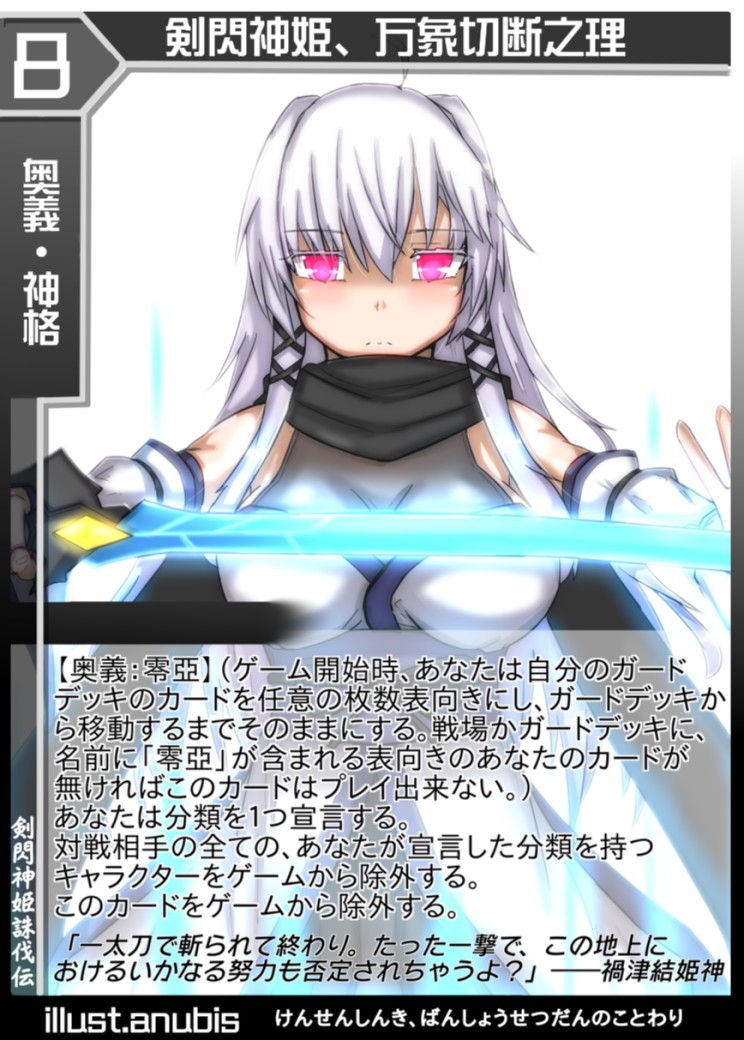 8
剣閃神姫、万象切断之理
奥義・神格
【奥義:零亞】(ゲーム開始時、あなたは自分のガード
デッキのカードを任意の枚数表向きにし、ガードデッキか
ら移動するまでそのままにする。戦場かガードデッキに、
名前に「零亞」が含まれる表向きのあなたのカードが
無ければこのカードはプレイ出来ない。)
あなたは分類を1つ宣言する。
対戦相手の全ての、あなたが宣言した分類を持つ
キャラクターをゲームから除外する。
このカードをゲームから除外する。
「一太刀で斬られて終わり。たった一撃で、この地上に
おけるいかなる努力も否定されちゃうよ?」――禍津結姫神
剣閃神姫誅伐伝
illust.anubis
けんせんしんき、ばんしょうせつだんのことわり